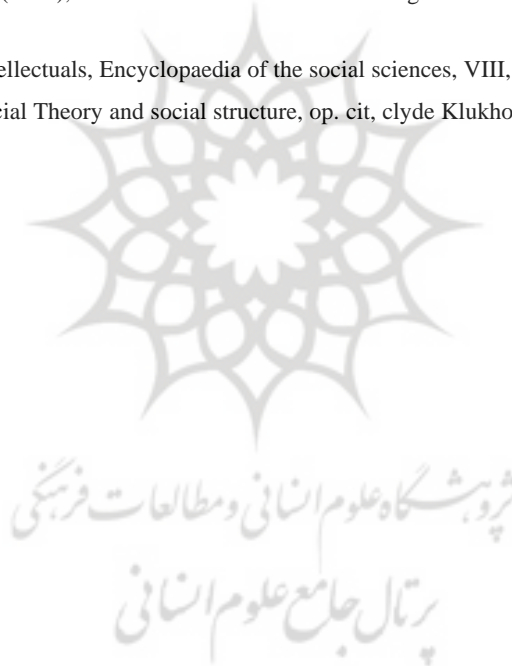 ellectuals, Encyclopaedia of the social sciences, VIII,
cial Theory and social structure, op. cit, clyde Klukho
پژوهشگاه علوم انسانی و مطالعات فرهنگی
پرتال جامع علوم انسانی